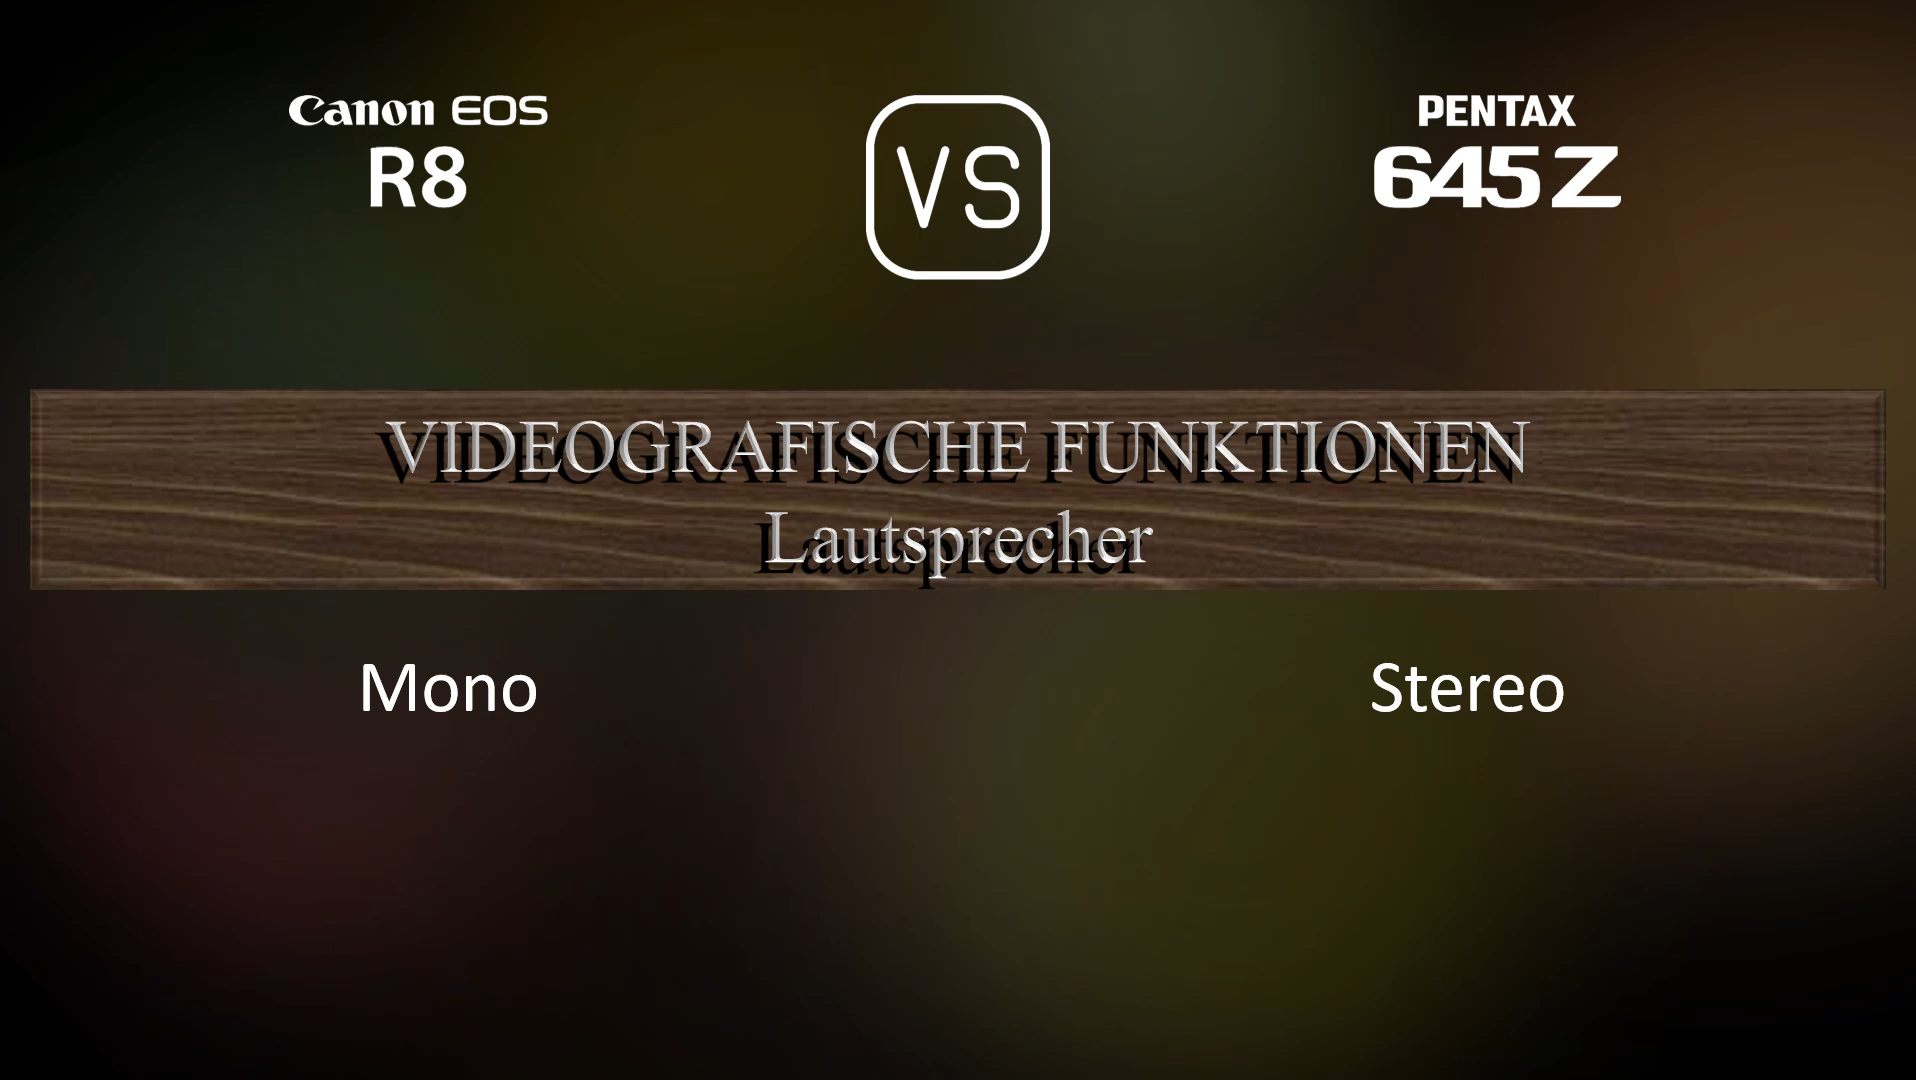 Canon EOS
R8
VS
PENTAX
645Z
VIDEOGRAFISCHE FUNKTIONEN
Lautsprecher
Mono
Stereo